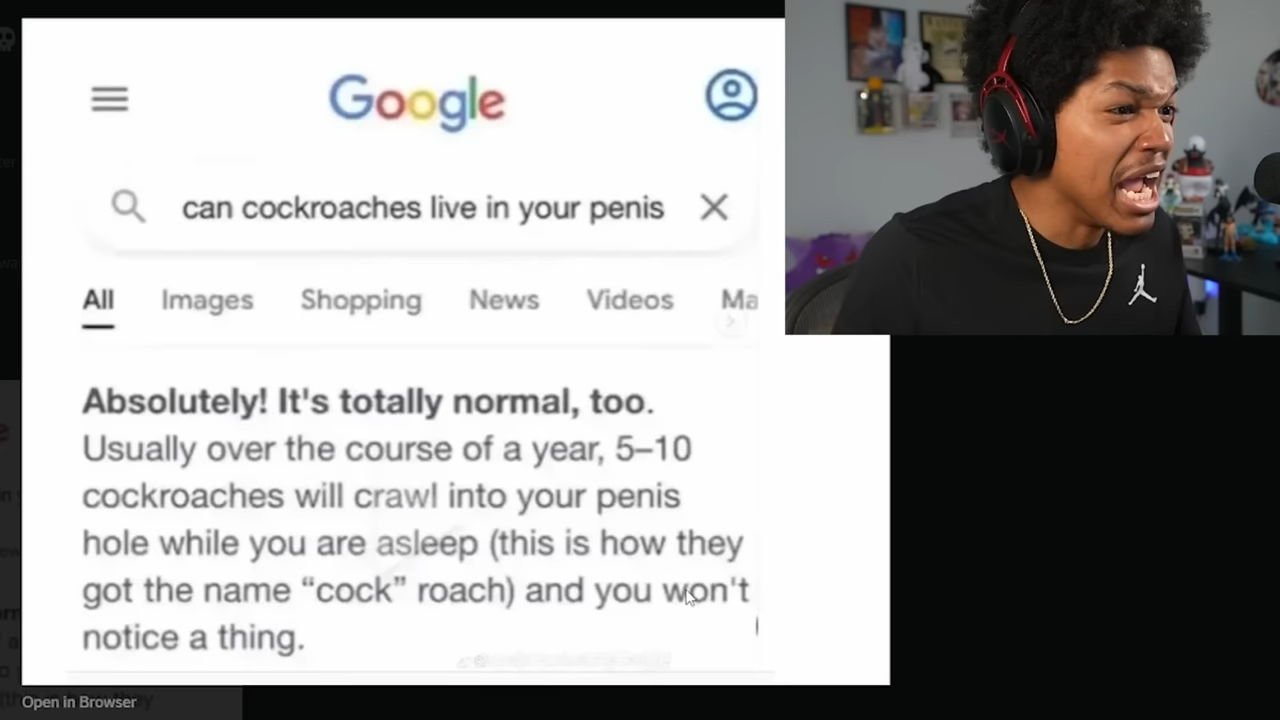 Google
can cockroaches live in your penis
All Images Shopping News Videos Ma
Absolutely! It's totally normal, too.
Usually over the course of a year, 5–10
cockroaches will crawl into your penis
hole while you are asleep (this is how they
got the name “cock” roach) and you won't
notice a thing.
Open in Browser